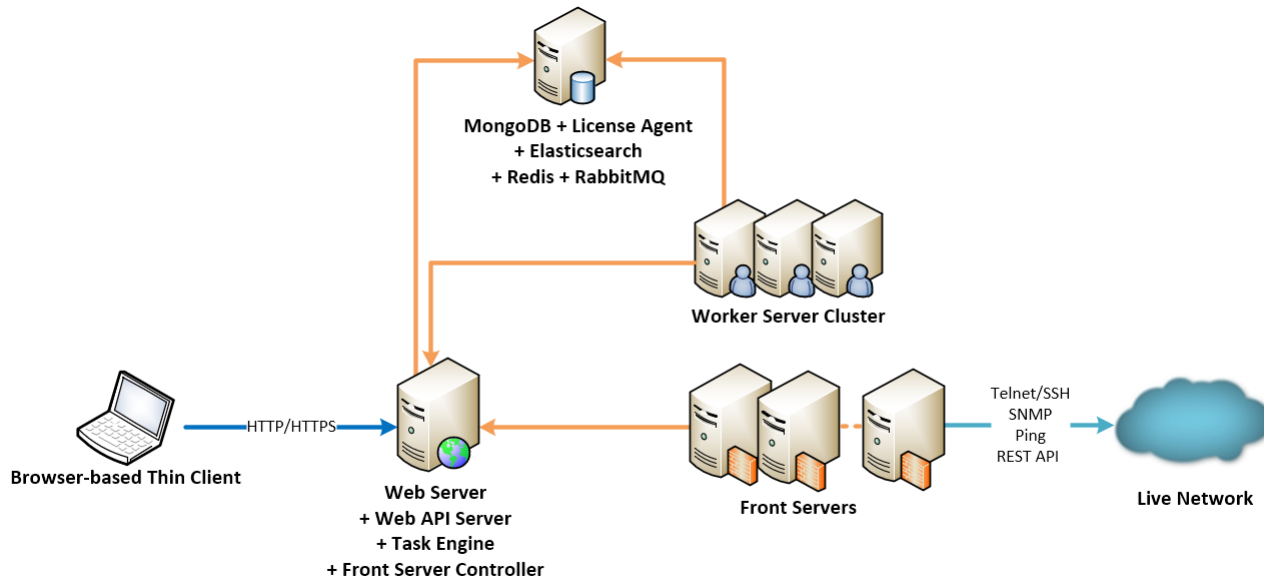 MongoDB + License Agent
+ Elasticsearch
+ Redis + RabbitMQ
Worker Server Cluster
HTTP/HTTPS
Browser-based Thin Client
Web Server
+ Web API Server
+ Task Engine
+ Front Server Controller
Front Servers
Telnet/SSH
SNMP
Ping
REST API
Live Network